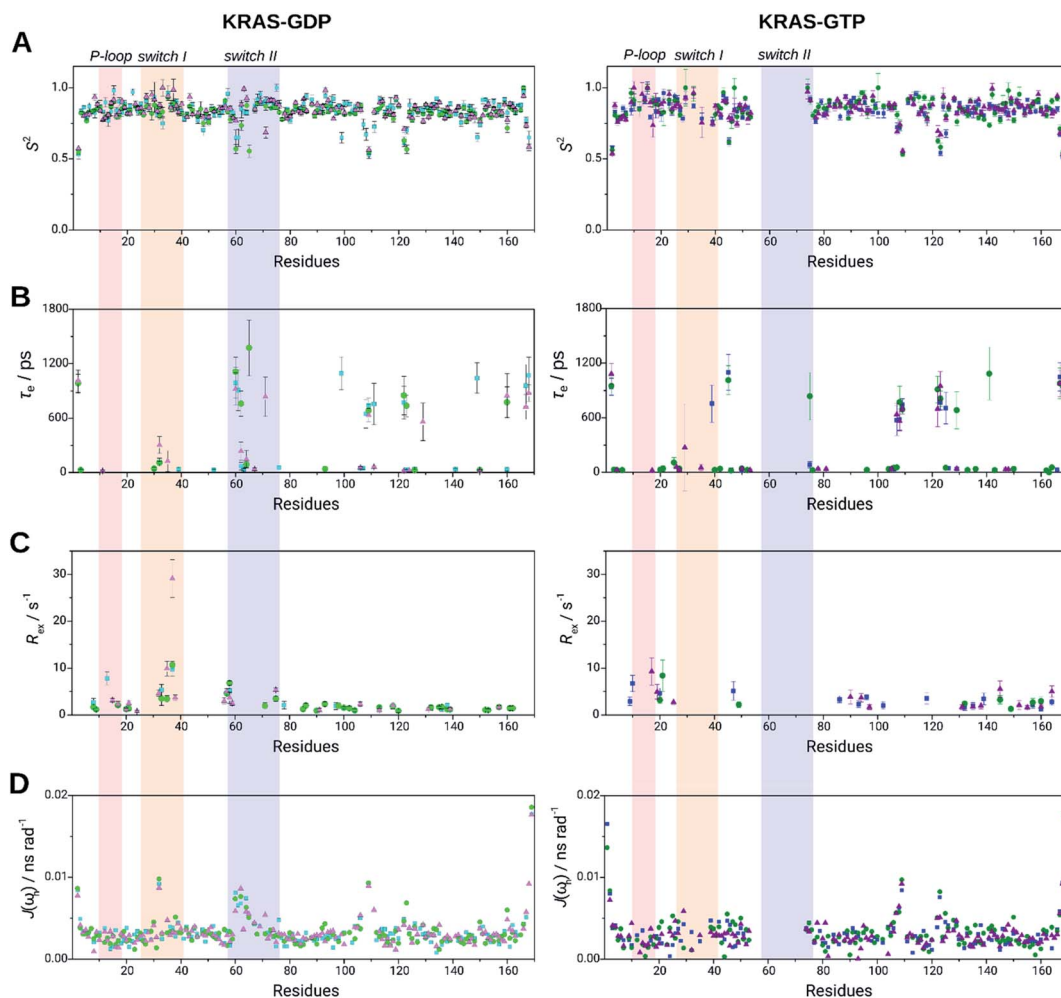 KRAS-GDP KRAS-GTP
A
P-loop switch I switch II P-loop switch I switch II
S²
1.0
0.5
0.0
20 40 60 80 100 120 140 160
Residues
S²
1.0
0.5
0.0
20 40 60 80 100 120 140 160
Residues
B
τe / ps
1800
1200
600
0
20 40 60 80 100 120 140 160
Residues
τe / ps
1800
1200
600
0
20 40 60 80 100 120 140 160
Residues
C
Rex / s⁻¹
30
20
10
0
20 40 60 80 100 120 140 160
Residues
Rex / s⁻¹
30
20
10
0
20 40 60 80 100 120 140 160
Residues
D
J(ωh) / ns rad⁻¹
0.02
0.01
0.00
20 40 60 80 100 120 140 160
Residues
J(ωh) / ns rad⁻¹
0.02
0.01
0.00
20 40 60 80 100 120 140 160
Residues